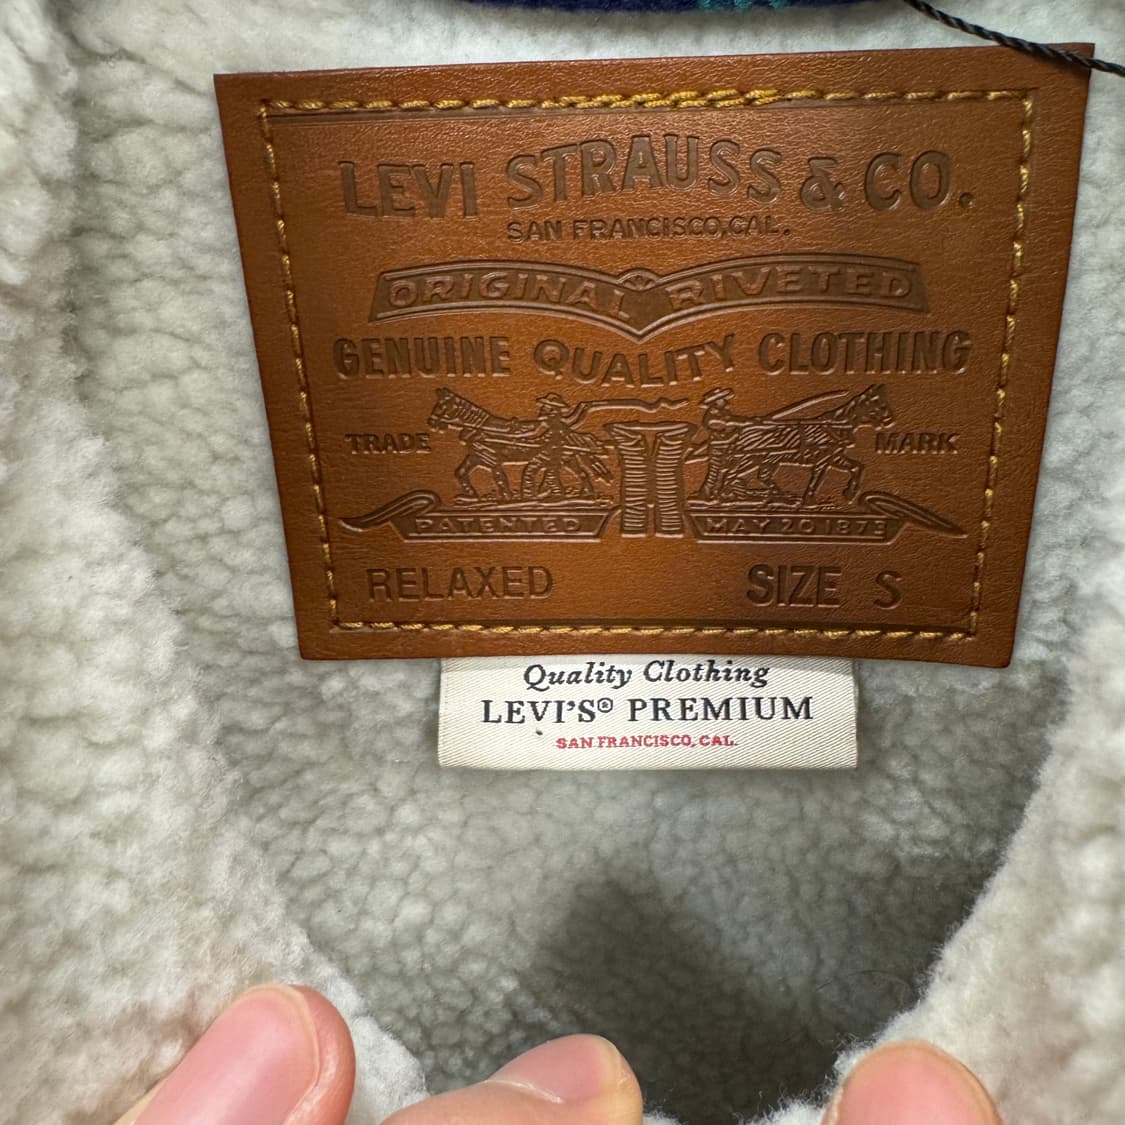 LEVI STRAUSS & CO.
SAN FRANCISCO, CAL.
ORIGINAL RIVETED
GENUINE QUALITY CLOTHING
TRADE MARK
PATENTED MAY 20 1873
RELAXED SIZE S
Quality Clothing
LEVI'S® PREMIUM
SAN FRANCISCO, CAL.